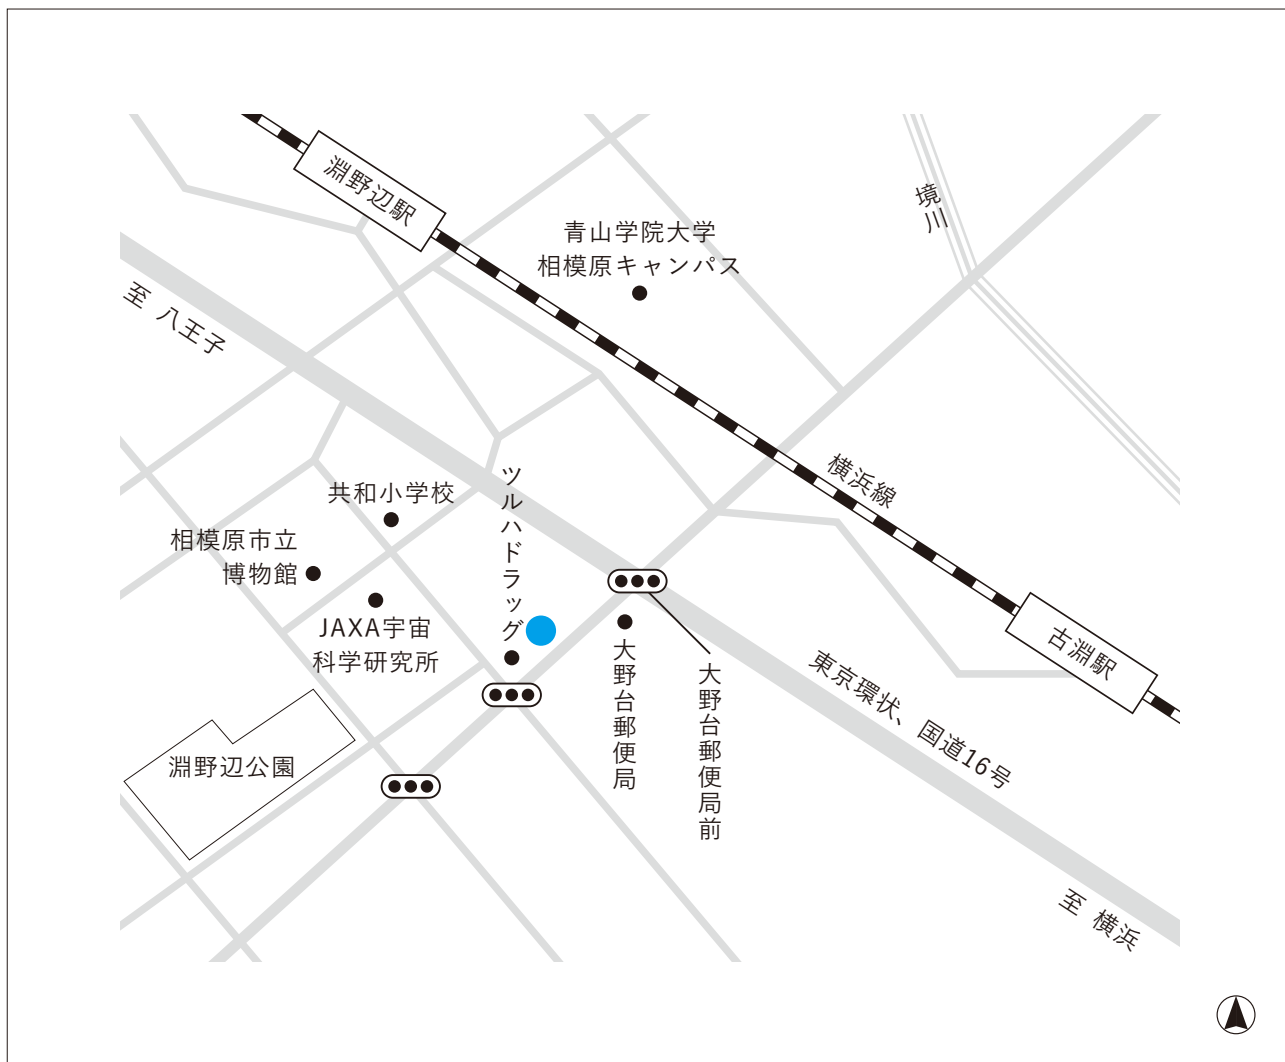 淵野辺駅
境川
青山学院大学
相模原キャンパス
至 八王子
横浜線
ツルハドラッグ
共和小学校
相模原市立
博物館
JAXA宇宙
科学研究所
古淵駅
大野台郵便局
大野台郵便局前
東京環状、国道16号
淵野辺公園
至 横浜